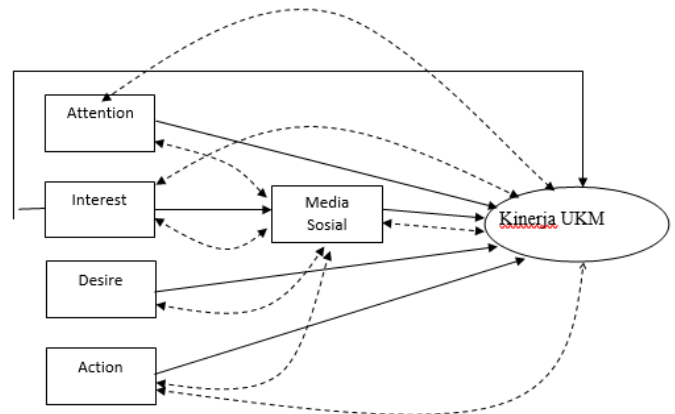 Attention
Interest
Media
Sosial
Kinerja UKM
Desire
Action